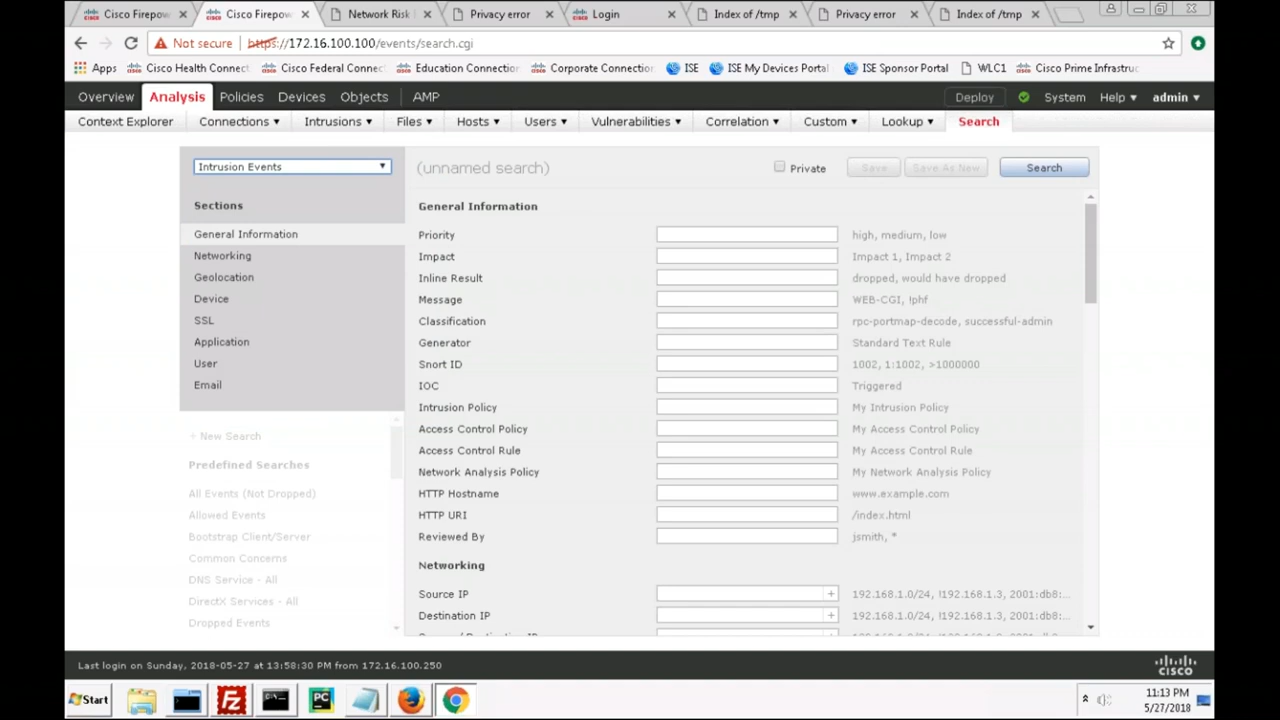 Cisco Firepow
Cisco Firepow
Network Risk
Privacy error
Login
Index of /tmp
Privacy error
Index of /tmp
Not secure | https://172.16.100.100/events/search.cgi
Apps
Cisco Health Connect
Cisco Federal Connec
Education Connection
Corporate Connection
ISE
ISE My Devices Portal
ISE Sponsor Portal
WLC1
Cisco Prime Infrastruc
Overview Analysis Policies Devices Objects AMP Deploy System Help admin
Context Explorer Connections Intrusions Files Hosts Users Vulnerabilities Correlation Custom Lookup Search
Intrusion Events
(unnamed search)
Private
Save
Save As New
Search
Sections
General Information
Networking
Geolocation
Device
SSL
Application
User
Email
+ New Search
Predefined Searches
All Events (Not Dropped)
Allowed Events
Bootstrap Client/Server
Common Concerns
DNS Service - All
DirectX Services - All
Dropped Events
General Information
Priority high, medium, low
Impact Impact 1, Impact 2
Inline Result dropped, would have dropped
Message WEB-CGI, !phf
Classification rpc-portmap-decode, successful-admin
Generator Standard Text Rule
Snort ID 1002, 1:1002, >1000000
IOC Triggered
Intrusion Policy My Intrusion Policy
Access Control Policy My Access Control Policy
Access Control Rule My Access Control Rule
Network Analysis Policy My Network Analysis Policy
HTTP Hostname www.example.com
HTTP URI /index.html
Reviewed By jsmith, *
Networking
Source IP + 192.168.1.0/24, !192.168.1.3, 2001:db8:...
Destination IP + 192.168.1.0/24, !192.168.1.3, 2001:db8:...
Last login on Sunday, 2018-05-27 at 13:58:30 PM from 172.16.100.250
CISCO
Start
FZ
PC
11:13 PM
5/27/2018